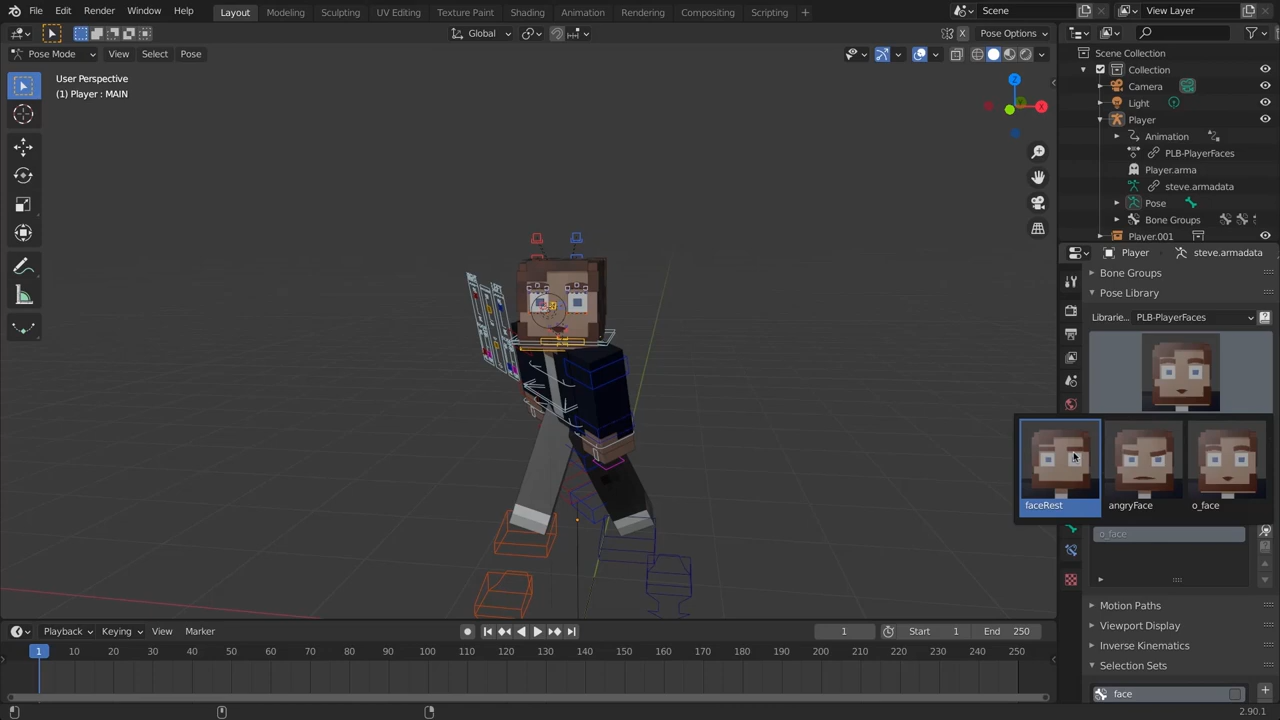 File Edit Render Window Help
Layout Modeling Sculpting UV Editing Texture Paint Shading Animation Rendering Compositing Scripting +
Scene
View Layer
Global
Pose Options
Pose Mode View Select Pose
User Perspective
(1) Player : MAIN
Z
X
Scene Collection
Collection
Camera
Light
Player
Animation
PLB-PlayerFaces
Player.arma
steve.armadata
Pose
Bone Groups
Player.001
Player
steve.armadata
Bone Groups
Pose Library
Librarie...
PLB-PlayerFaces
faceRest
angryFace
o_face
o_face
Motion Paths
Viewport Display
Inverse Kinematics
Selection Sets
face
Playback Keying View Marker
1
Start 1
End 250
1 10 20 30 40 50 60 70 80 90 100 110 120 130 140 150 160 170 180 190 200 210 220 230 240 250
2.90.1